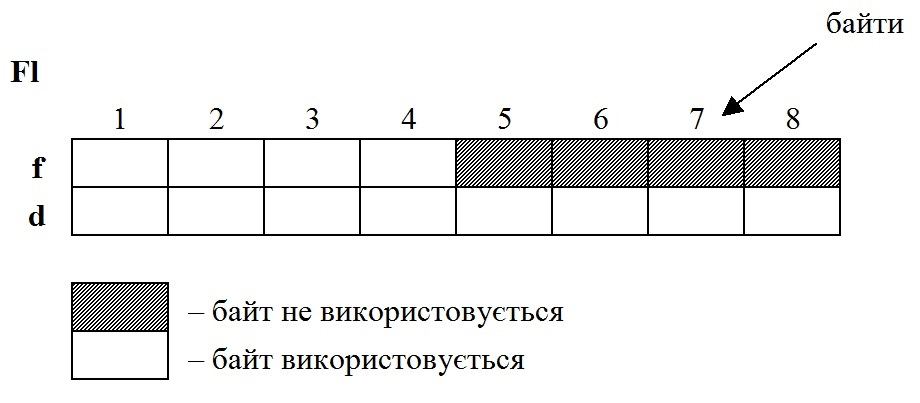 байти
Fl
1 2 3 4 5 6 7 8
f
d
– байт не використовується
– байт використовується